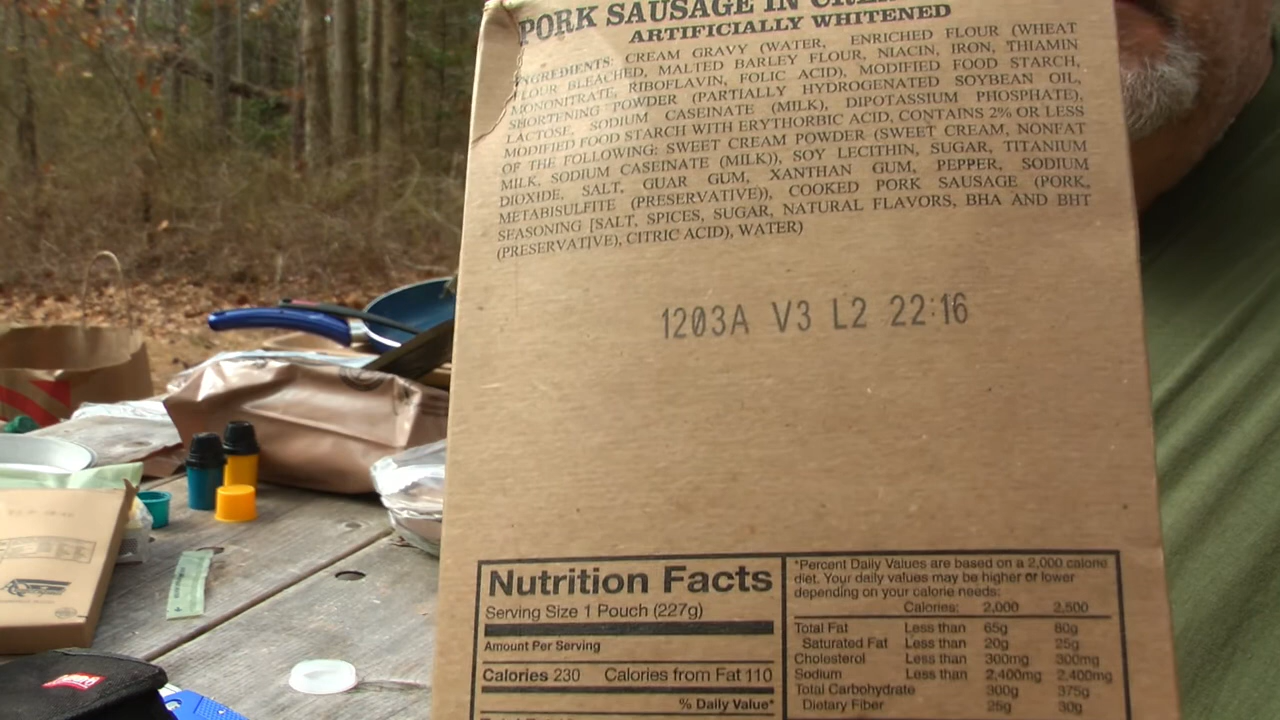 PORK SAUSAGE IN
ARTIFICIALLY WHITENED
INGREDIENTS: CREAM GRAVY (WATER, ENRICHED FLOUR (WHEAT
FLOUR BLEACHED, MALTED BARLEY FLOUR, NIACIN, IRON, THIAMIN
MONONITRATE, RIBOFLAVIN, FOLIC ACID), MODIFIED FOOD STARCH,
SHORTENING POWDER (PARTIALLY HYDROGENATED SOYBEAN OIL,
LACTOSE, SODIUM CASEINATE (MILK), DIPOTASSIUM PHOSPHATE),
MODIFIED FOOD STARCH WITH ERYTHORBIC ACID, CONTAINS 2% OR LESS
OF THE FOLLOWING: SWEET CREAM POWDER (SWEET CREAM, NONFAT
MILK, SODIUM CASEINATE (MILK)), SOY LECITHIN, SUGAR, TITANIUM
DIOXIDE, SALT, GUAR GUM, XANTHAN GUM, PEPPER, SODIUM
METABISULFITE (PRESERVATIVE)), COOKED PORK SAUSAGE (PORK,
SEASONING [SALT, SPICES, SUGAR, NATURAL FLAVORS, BHA AND BHT
(PRESERVATIVE), CITRIC ACID), WATER)
1203A V3 L2 22:16
Nutrition Facts
Serving Size 1 Pouch (227g)
Amount Per Serving
Calories 230 Calories from Fat 110
% Daily Value*
*Percent Daily Values are based on a 2,000 calorie
diet. Your daily values may be higher or lower
depending on your calorie needs:
Calories: 2,000 2,500
Total Fat Less than 65g 80g
Saturated Fat Less than 20g 25g
Cholesterol Less than 300mg 300mg
Sodium Less than 2,400mg 2,400mg
Total Carbohydrate 300g 375g
Dietary Fiber 25g 30g